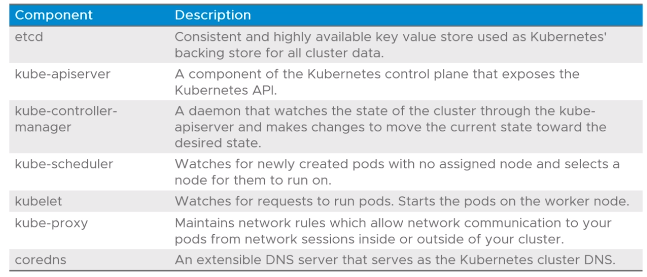 Component Description
etcd Consistent and highly available key value store used as Kubernetes'
backing store for all cluster data.
kube-apiserver A component of the Kubernetes control plane that exposes the
Kubernetes API.
kube-controller- A daemon that watches the state of the cluster through the kube-
manager apiserver and makes changes to move the current state toward the
desired state.
kube-scheduler Watches for newly created pods with no assigned node and selects a
node for them to run on.
kubelet Watches for requests to run pods. Starts the pods on the worker node.
kube-proxy Maintains network rules which allow network communication to your
pods from network sessions inside or outside of your cluster.
coredns An extensible DNS server that serves as the Kubernetes cluster DNS.